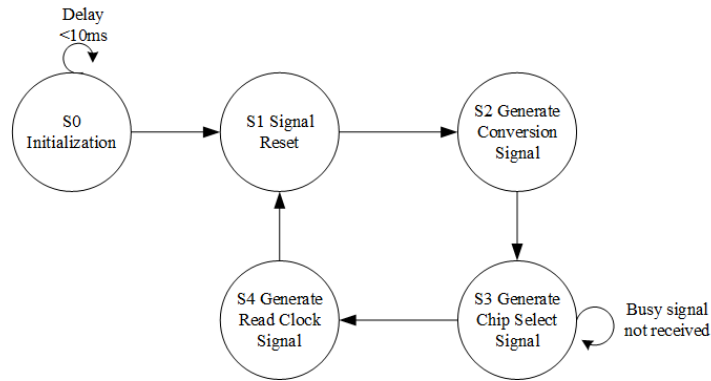 Delay
<10ms
S0
Initialization
S1 Signal
Reset
S2 Generate
Conversion
Signal
S4 Generate
Read Clock
Signal
S3 Generate
Chip Select
Signal
Busy signal
not received